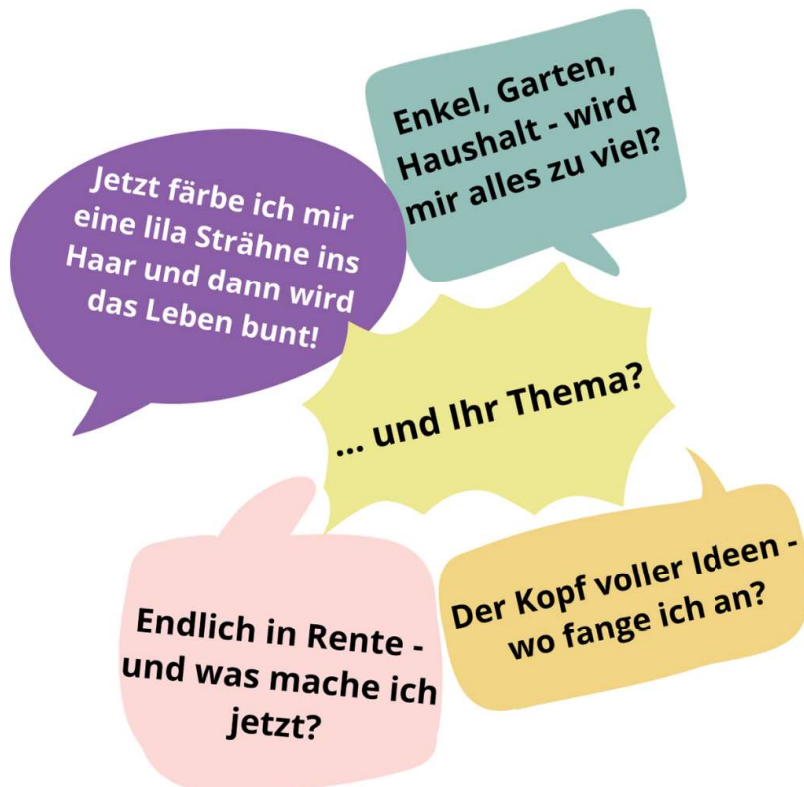 Enkel, Garten,
Haushalt - wird
mir alles zu viel?
Jetzt färbe ich mir
eine lila Strähne ins
Haar und dann wird
das Leben bunt!
... und Ihr Thema?
Der Kopf voller Ideen -
wo fange ich an?
Endlich in Rente -
und was mache ich
jetzt?